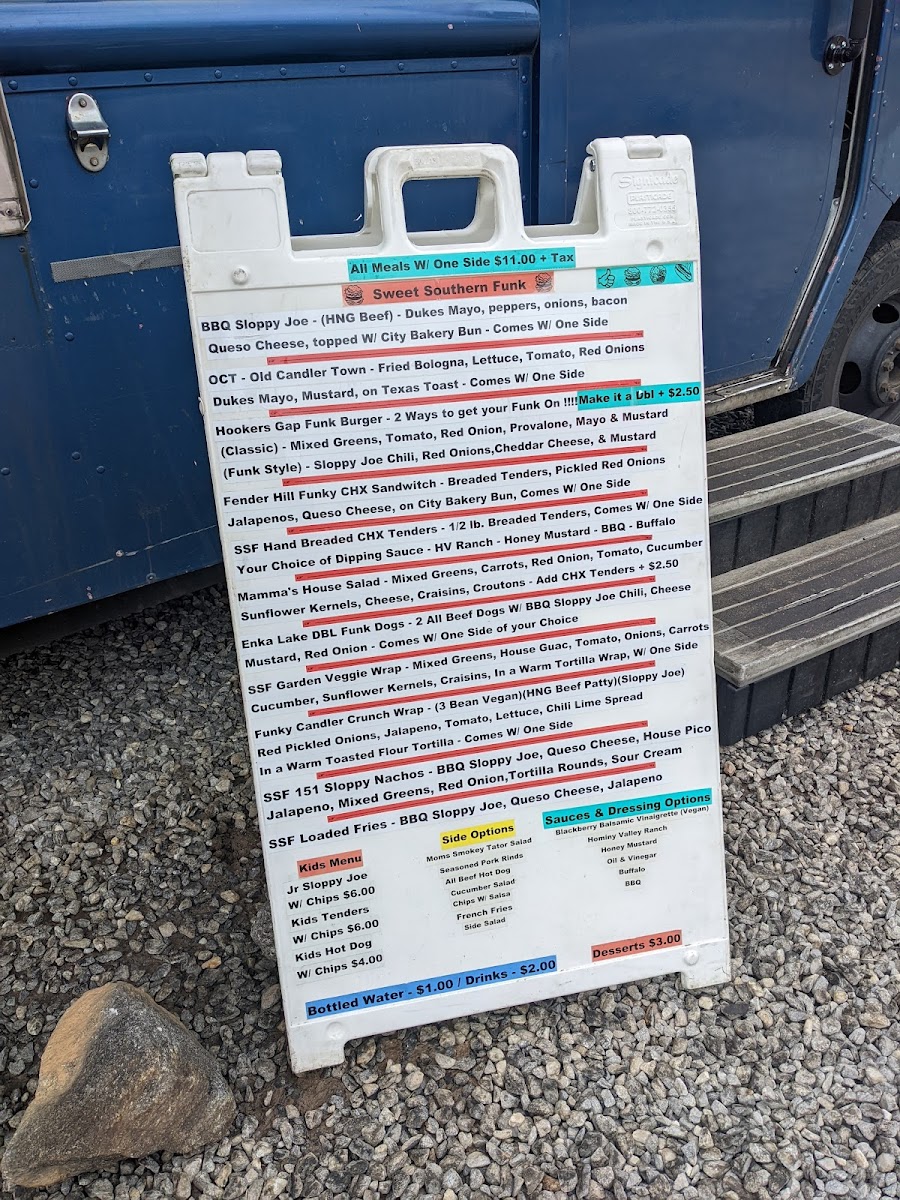 Signicade
All Meals W/ One Side $11.00 + Tax
Sweet Southern Funk
BBQ Sloppy Joe - (HNG Beef) - Dukes Mayo, peppers, onions, bacon
Queso Cheese, topped W/ City Bakery Bun - Comes W/ One Side
OCT - Old Candler Town - Fried Bologna, Lettuce, Tomato, Red Onions
Dukes Mayo, Mustard, on Texas Toast - Comes W/ One Side
Hookers Gap Funk Burger - 2 Ways to get your Funk On !!!! Make it a Dbl + $2.50
(Classic) - Mixed Greens, Tomato, Red Onion, Provalone, Mayo & Mustard
(Funk Style) - Sloppy Joe Chili, Red Onions,Cheddar Cheese, & Mustard
Fender Hill Funky CHX Sandwitch - Breaded Tenders, Pickled Red Onions
Jalapenos, Queso Cheese, on City Bakery Bun, Comes W/ One Side
SSF Hand Breaded CHX Tenders - 1/2 lb. Breaded Tenders, Comes W/ One Side
Your Choice of Dipping Sauce - HV Ranch - Honey Mustard - BBQ - Buffalo
Mamma's House Salad - Mixed Greens, Carrots, Red Onion, Tomato, Cucumber
Sunflower Kernels, Cheese, Craisins, Croutons - Add CHX Tenders + $2.50
Enka Lake DBL Funk Dogs - 2 All Beef Dogs W/ BBQ Sloppy Joe Chili, Cheese
Mustard, Red Onion - Comes W/ One Side of your Choice
SSF Garden Veggie Wrap - Mixed Greens, House Guac, Tomato, Onions, Carrots
Cucumber, Sunflower Kernels, Craisins, In a Warm Tortilla Wrap, W/ One Side
Funky Candler Crunch Wrap - (3 Bean Vegan)(HNG Beef Patty)(Sloppy Joe)
Red Pickled Onions, Jalapeno, Tomato, Lettuce, Chili Lime Spread
In a Warm Toasted Flour Tortilla - Comes W/ One Side
SSF 151 Sloppy Nachos - BBQ Sloppy Joe, Queso Cheese, House Pico
Jalapeno, Mixed Greens, Red Onion,Tortilla Rounds, Sour Cream
SSF Loaded Fries - BBQ Sloppy Joe, Queso Cheese, Jalapeno
Kids Menu
Jr Sloppy Joe
W/ Chips $6.00
Kids Tenders
W/ Chips $6.00
Kids Hot Dog
W/ Chips $4.00
Side Options
Moms Smokey Tator Salad
Seasoned Pork Rinds
All Beef Hot Dog
Cucumber Salad
Chips W/ Salsa
French Fries
Side Salad
Sauces & Dressing Options
Blackberry Balsamic Vinaigrette (Vegan)
Hominy Valley Ranch
Honey Mustard
Oil & Vinegar
Buffalo
BBQ
Desserts $3.00
Bottled Water - $1.00 / Drinks - $2.00